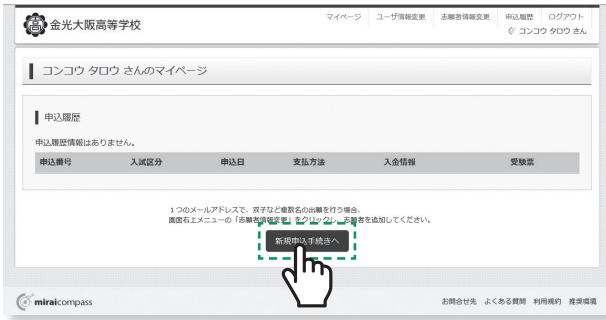 金光大阪高等学校
マイページ ユーザ情報変更 志願者情報変更 申込履歴 ログアウト
コンコウ タロウ さん
コンコウ タロウ さんのマイページ
申込履歴
申込履歴情報はありません。
申込番号 入試区分 申込日 支払方法 入金情報 受験票
1つのメールアドレスで、双子など複数名の出願を行う場合、
画面右上メニューの「志願者情報変更」をクリックし、志願者を追加してください。
新規申込手続きへ
miraicompass
お問合せ先 よくある質問 利用規約 推奨環境